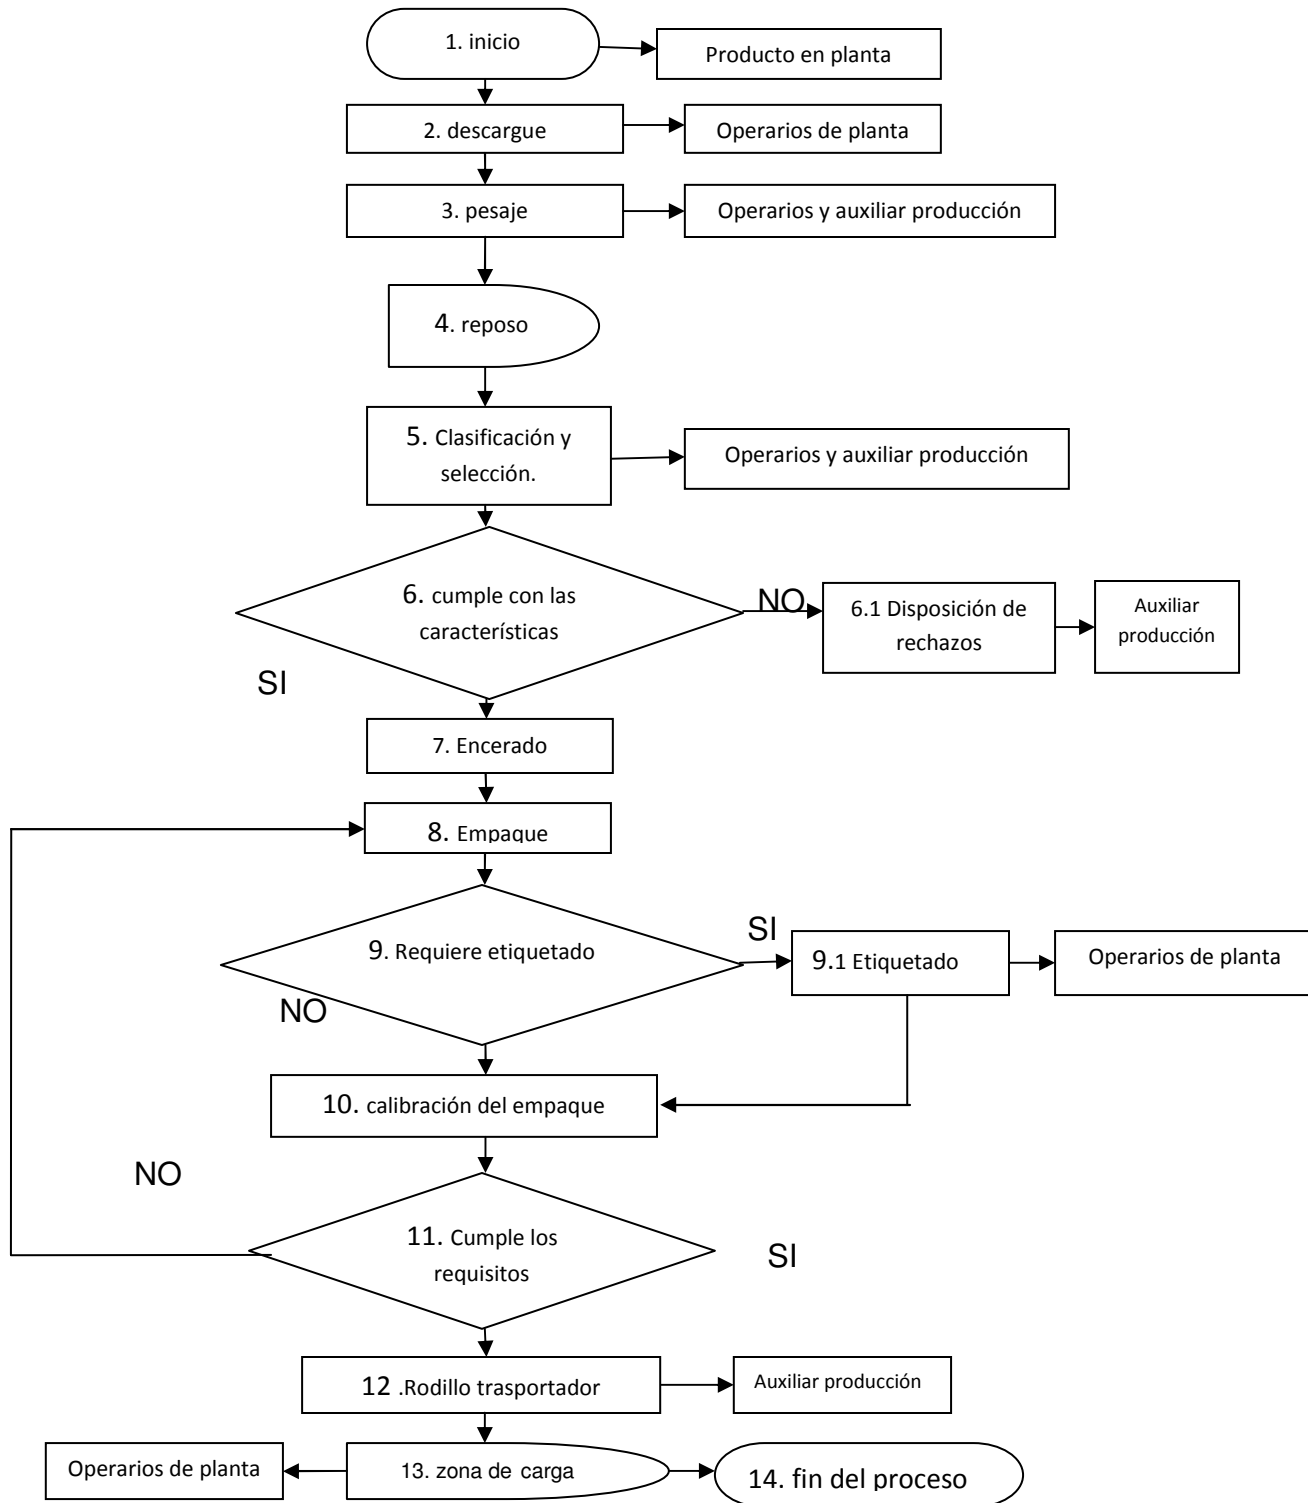 1. inicio
Producto en planta
2. descargue
Operarios de planta
3. pesaje
Operarios y auxiliar producción
4. reposo
5. Clasificación y
selección.
Operarios y auxiliar producción
6. cumple con las
características
NO
6.1 Disposición de
rechazos
Auxiliar
producción
SI
7. Encerado
8. Empaque
9. Requiere etiquetado
SI
9.1 Etiquetado
Operarios de planta
NO
10. calibración del empaque
NO
11. Cumple los
requisitos
SI
12 .Rodillo trasportador
Auxiliar producción
Operarios de planta
13. zona de carga
14. fin del proceso